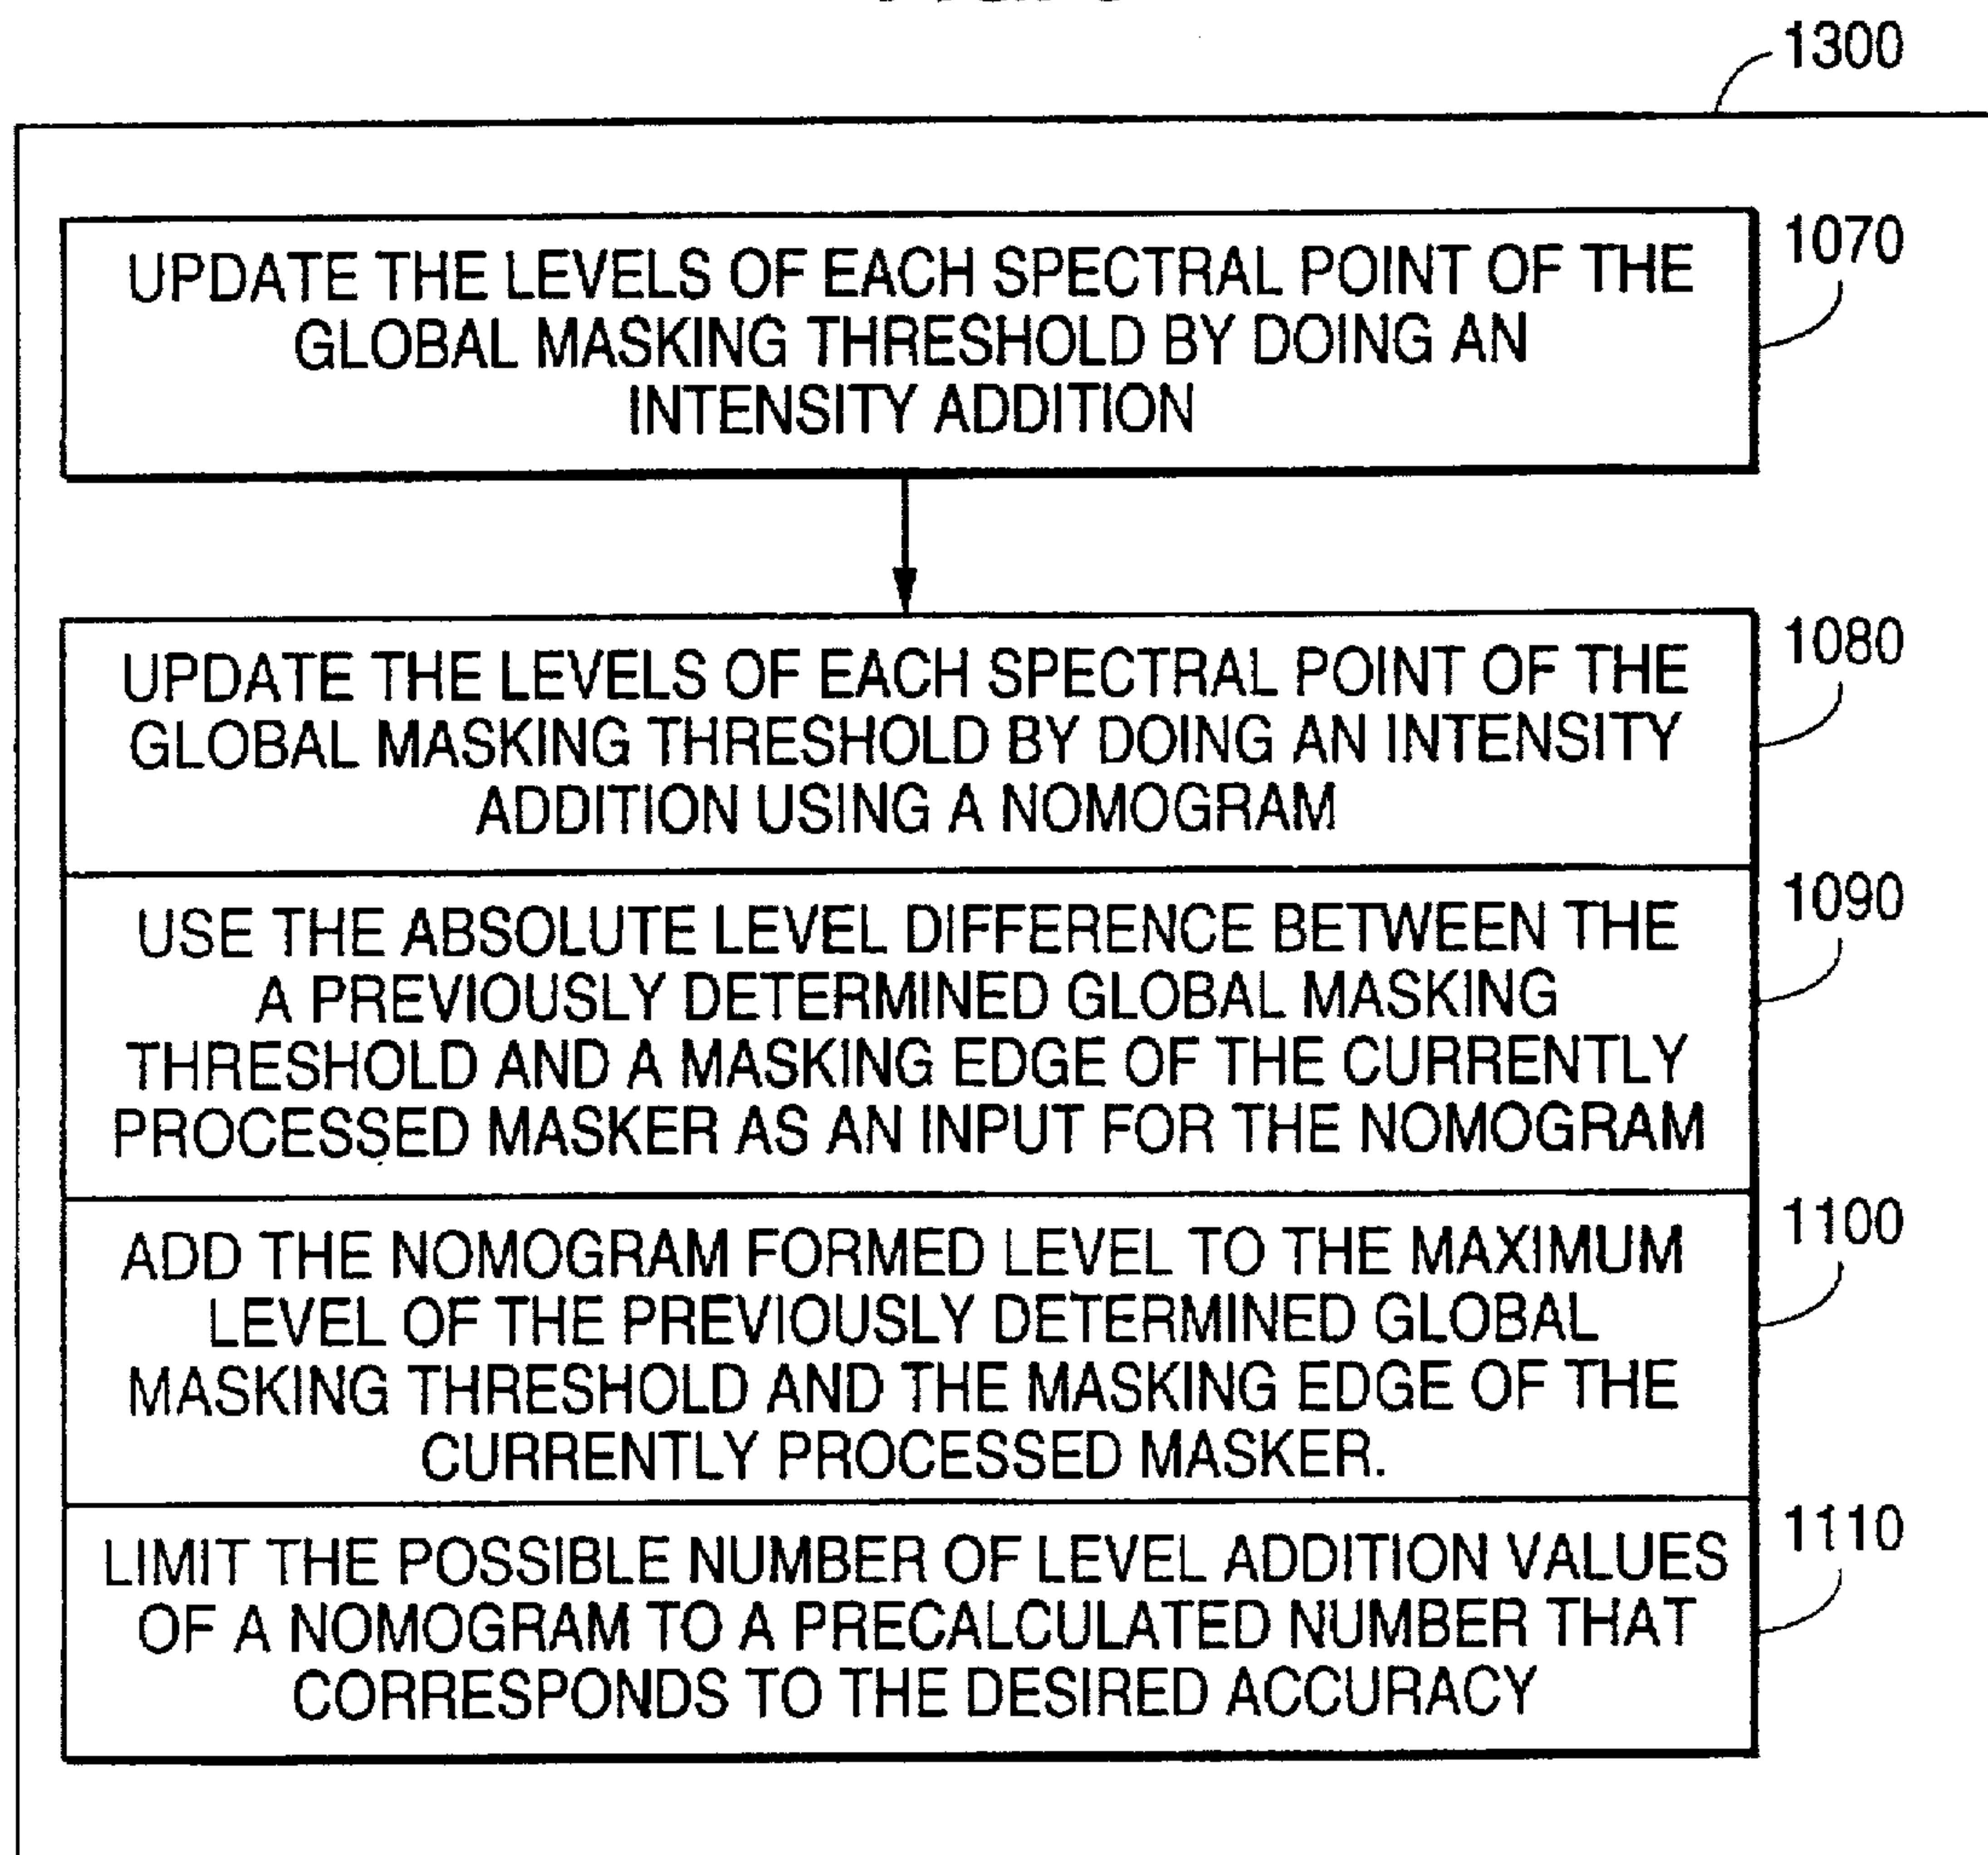 1300
UPDATE THE LEVELS OF EACH SPECTRAL POINT OF THE
GLOBAL MASKING THRESHOLD BY DOING AN
INTENSITY ADDITION
1070
UPDATE THE LEVELS OF EACH SPECTRAL POINT OF THE
GLOBAL MASKING THRESHOLD BY DOING AN INTENSITY
ADDITION USING A NOMOGRAM
1080
USE THE ABSOLUTE LEVEL DIFFERENCE BETWEEN THE
A PREVIOUSLY DETERMINED GLOBAL MASKING
THRESHOLD AND A MASKING EDGE OF THE CURRENTLY
PROCESSED MASKER AS AN INPUT FOR THE NOMOGRAM
1090
ADD THE NOMOGRAM FORMED LEVEL TO THE MAXIMUM
LEVEL OF THE PREVIOUSLY DETERMINED GLOBAL
MASKING THRESHOLD AND THE MASKING EDGE OF THE
CURRENTLY PROCESSED MASKER.
1100
LIMIT THE POSSIBLE NUMBER OF LEVEL ADDITION VALUES
OF A NOMOGRAM TO A PRECALCULATED NUMBER THAT
CORRESPONDS TO THE DESIRED ACCURACY
1110